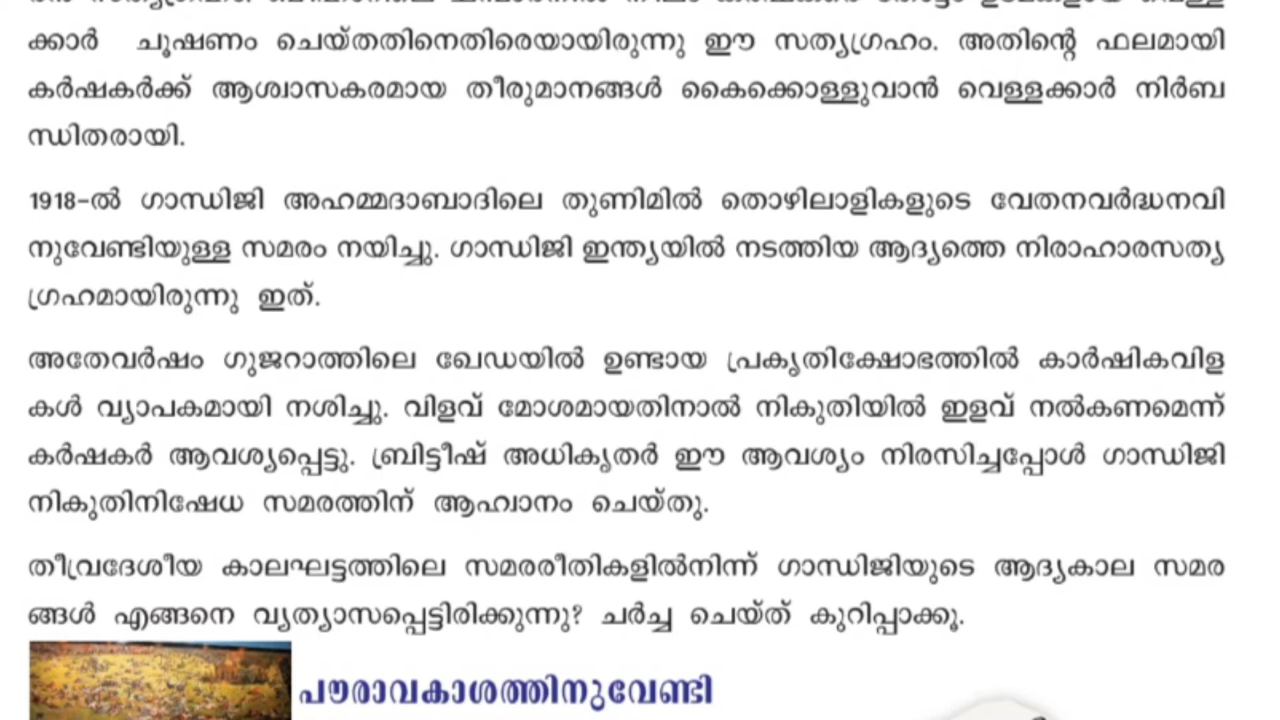 ക്കാർ ചൂഷണം ചെയ്തതിനെതിരെയായിരുന്നു ഈ സത്യഗ്രഹം. അതിന്റെ ഫലമായി
കർഷകർക്ക് ആശ്വാസകരമായ തീരുമാനങ്ങൾ കൈക്കൊള്ളുവാൻ വെള്ളക്കാർ നിർബ
ന്ധിതരായി.
1918-ൽ ഗാന്ധിജി അഹമ്മദാബാദിലെ തുണിമിൽ തൊഴിലാളികളുടെ വേതനവർദ്ധനവി
നുവേണ്ടിയുള്ള സമരം നയിച്ചു. ഗാന്ധിജി ഇന്ത്യയിൽ നടത്തിയ ആദ്യത്തെ നിരാഹാരസത്യ
ഗ്രഹമായിരുന്നു ഇത്.
അതേവർഷം ഗുജറാത്തിലെ ഖേഡയിൽ ഉണ്ടായ പ്രകൃതിക്ഷോഭത്തിൽ കാർഷികവിള
കൾ വ്യാപകമായി നശിച്ചു. വിളവ് മോശമായതിനാൽ നികുതിയിൽ ഇളവ് നൽകണമെന്ന്
കർഷകർ ആവശ്യപ്പെട്ടു. ബ്രിട്ടീഷ് അധികൃതർ ഈ ആവശ്യം നിരസിച്ചപ്പോൾ ഗാന്ധിജി
നികുതിനിഷേധ സമരത്തിന് ആഹ്വാനം ചെയ്തു.
തീവ്രദേശീയ കാലഘട്ടത്തിലെ സമരരീതികളിൽനിന്ന് ഗാന്ധിജിയുടെ ആദ്യകാല സമര
ങ്ങൾ എങ്ങനെ വ്യത്യാസപ്പെട്ടിരിക്കുന്നു? ചർച്ച ചെയ്ത് കുറിപ്പാക്കൂ.
പൗരാവകാശത്തിനുവേണ്ടി